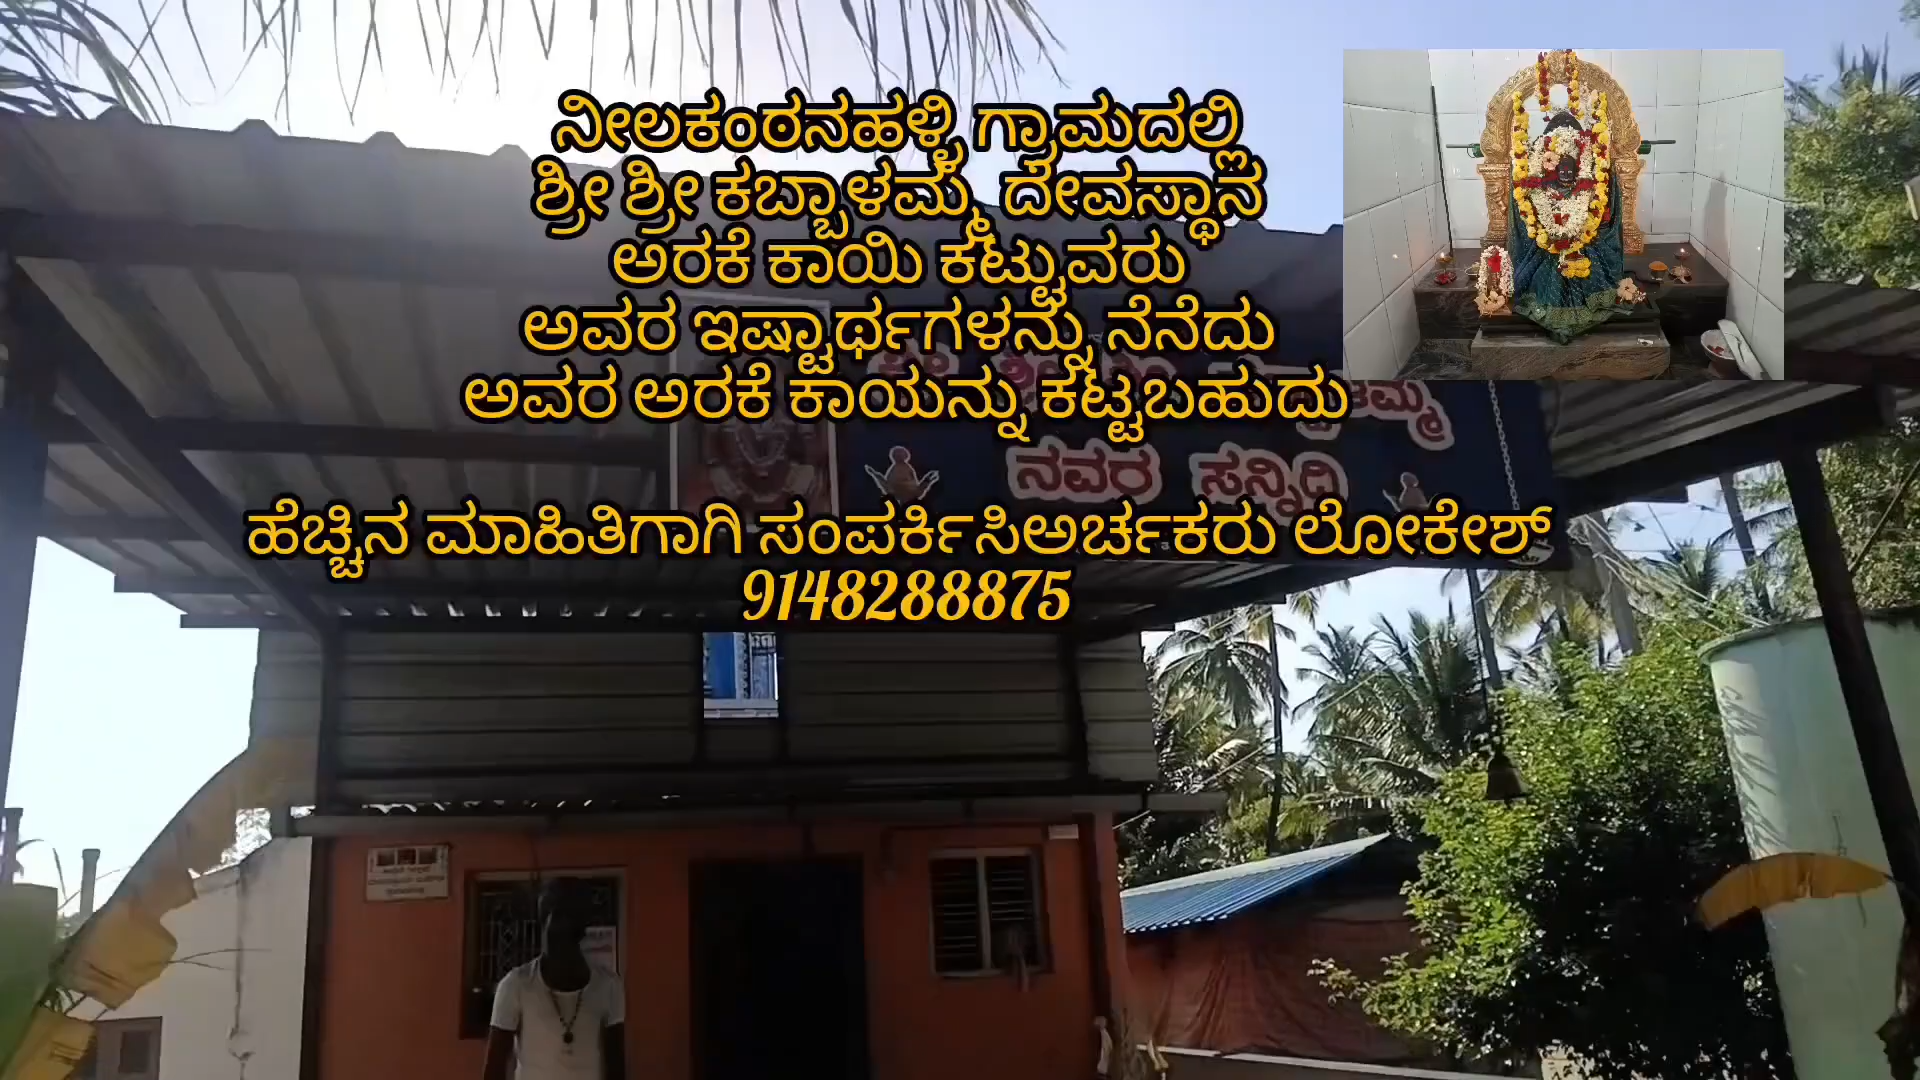 ನೀಲಕಂಠನಹಳ್ಳಿ ಗ್ರಾಮದಲ್ಲಿ
ಶ್ರೀ ಶ್ರೀ ಕಬ್ಬಾಳಮ್ಮ ದೇವಸ್ಥಾನ
ಅರಕೆ ಕಾಯಿ ಕಟ್ಟುವರು
ಅವರ ಇಷ್ಟಾರ್ಥಗಳನ್ನು ನೆನೆದು
ಅವರ ಅರಕೆ ಕಾಯನ್ನು ಕಟ್ಟಬಹುದು
ನವರ ಸನ್ನಿಧಿ
ಹೆಚ್ಚಿನ ಮಾಹಿತಿಗಾಗಿ ಸಂಪರ್ಕಿಸಿಅರ್ಚಕರು ಲೋಕೇಶ್
9148288875